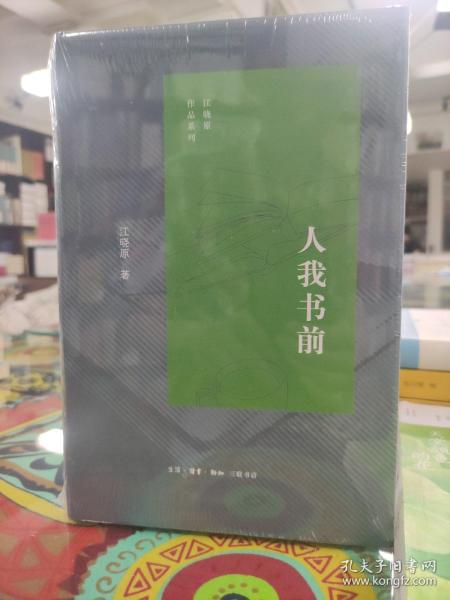 江晓原
作品系列
人我书前
江晓原 著
生活·读书·新知 三联书店
孔夫子旧书网
www.kongfz.com